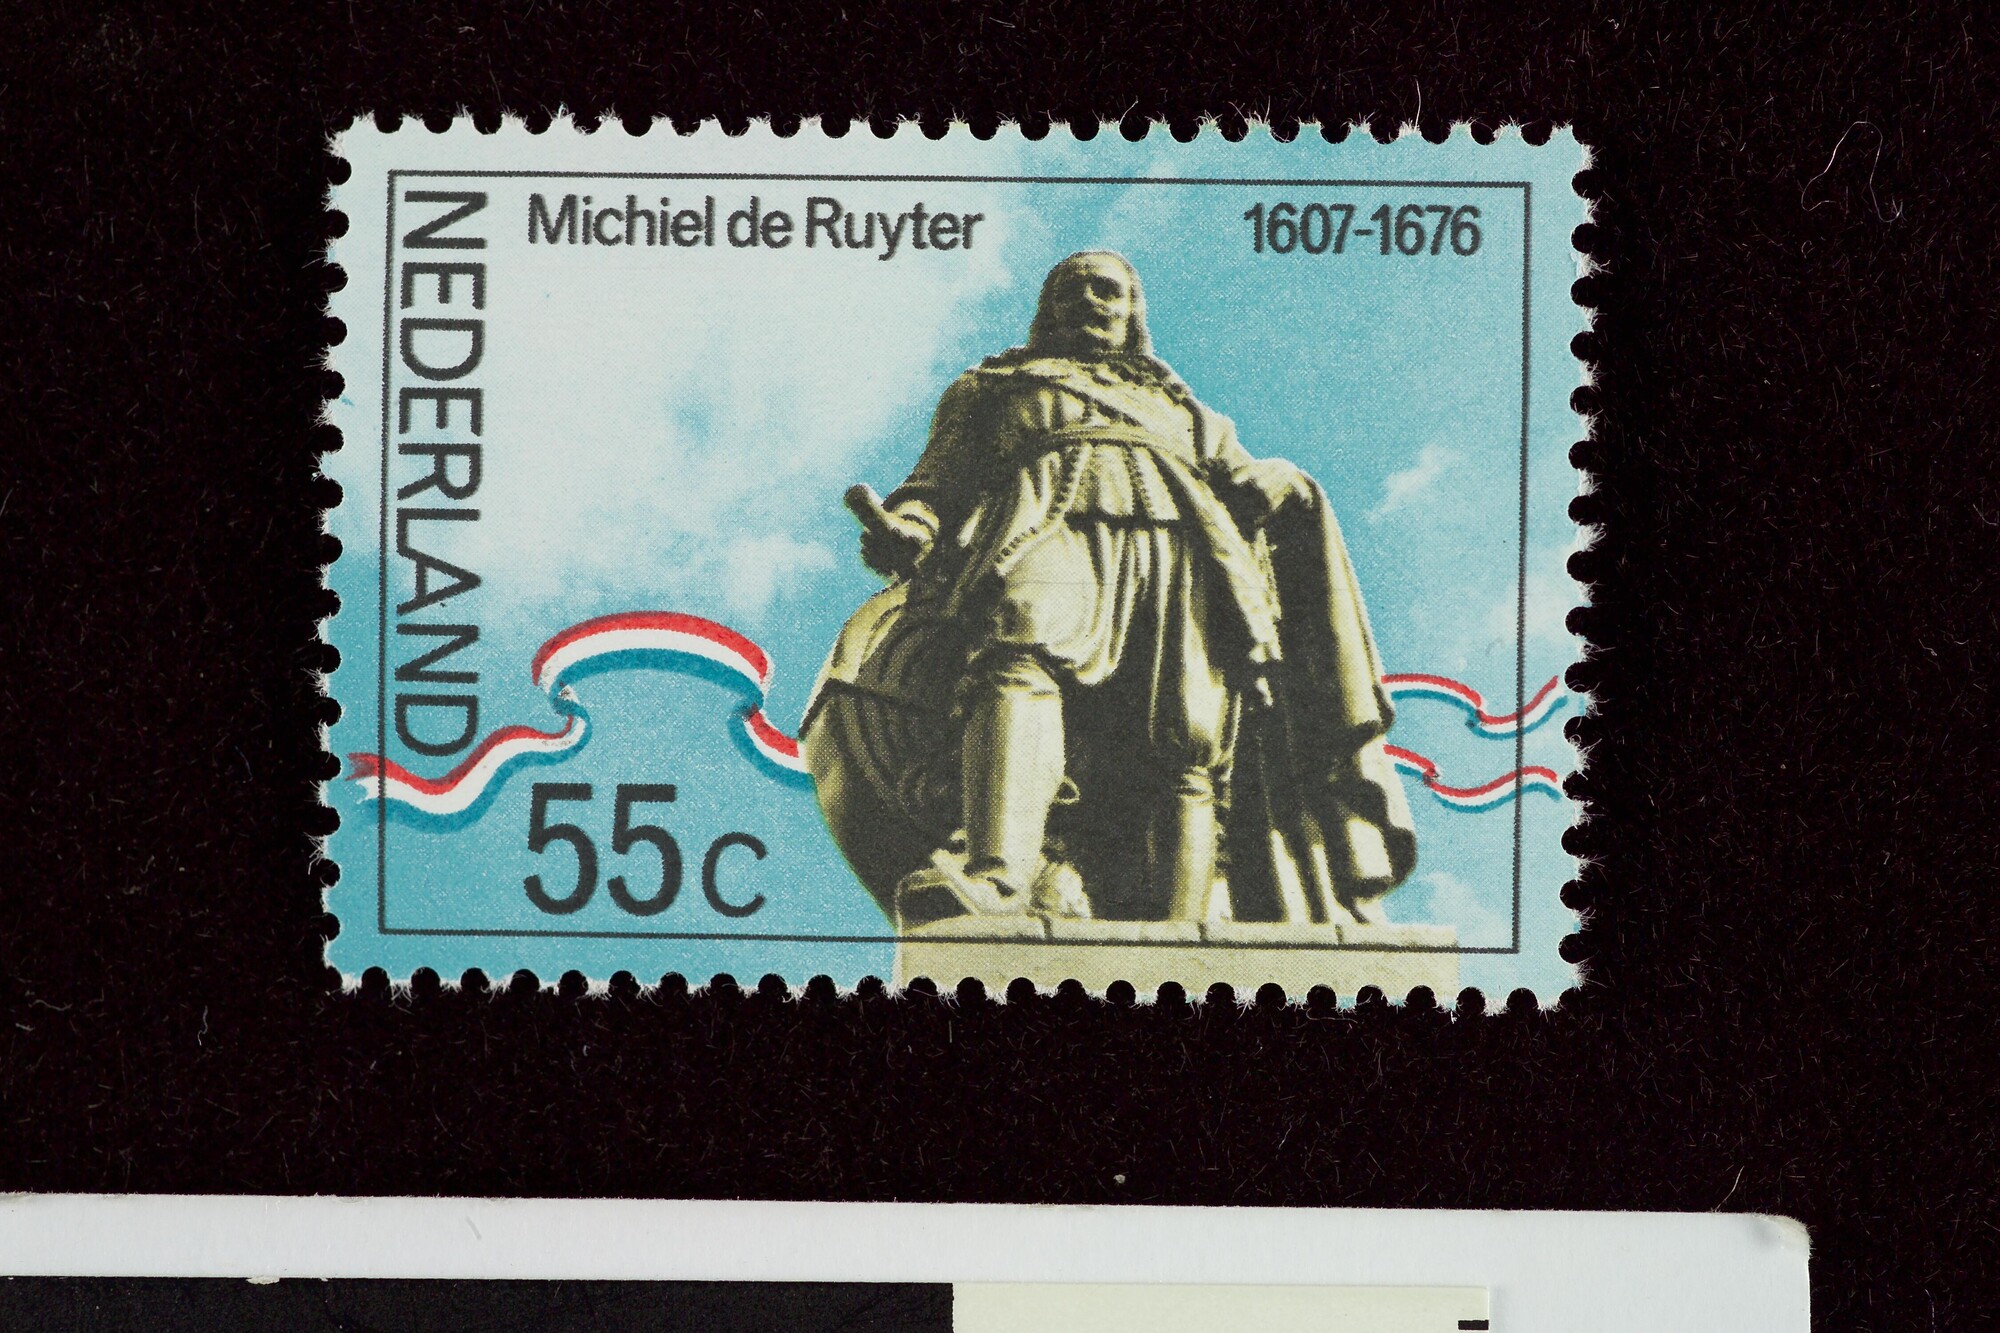 NEDERLAND
Michiel de Ruyter
1607-1676
55c